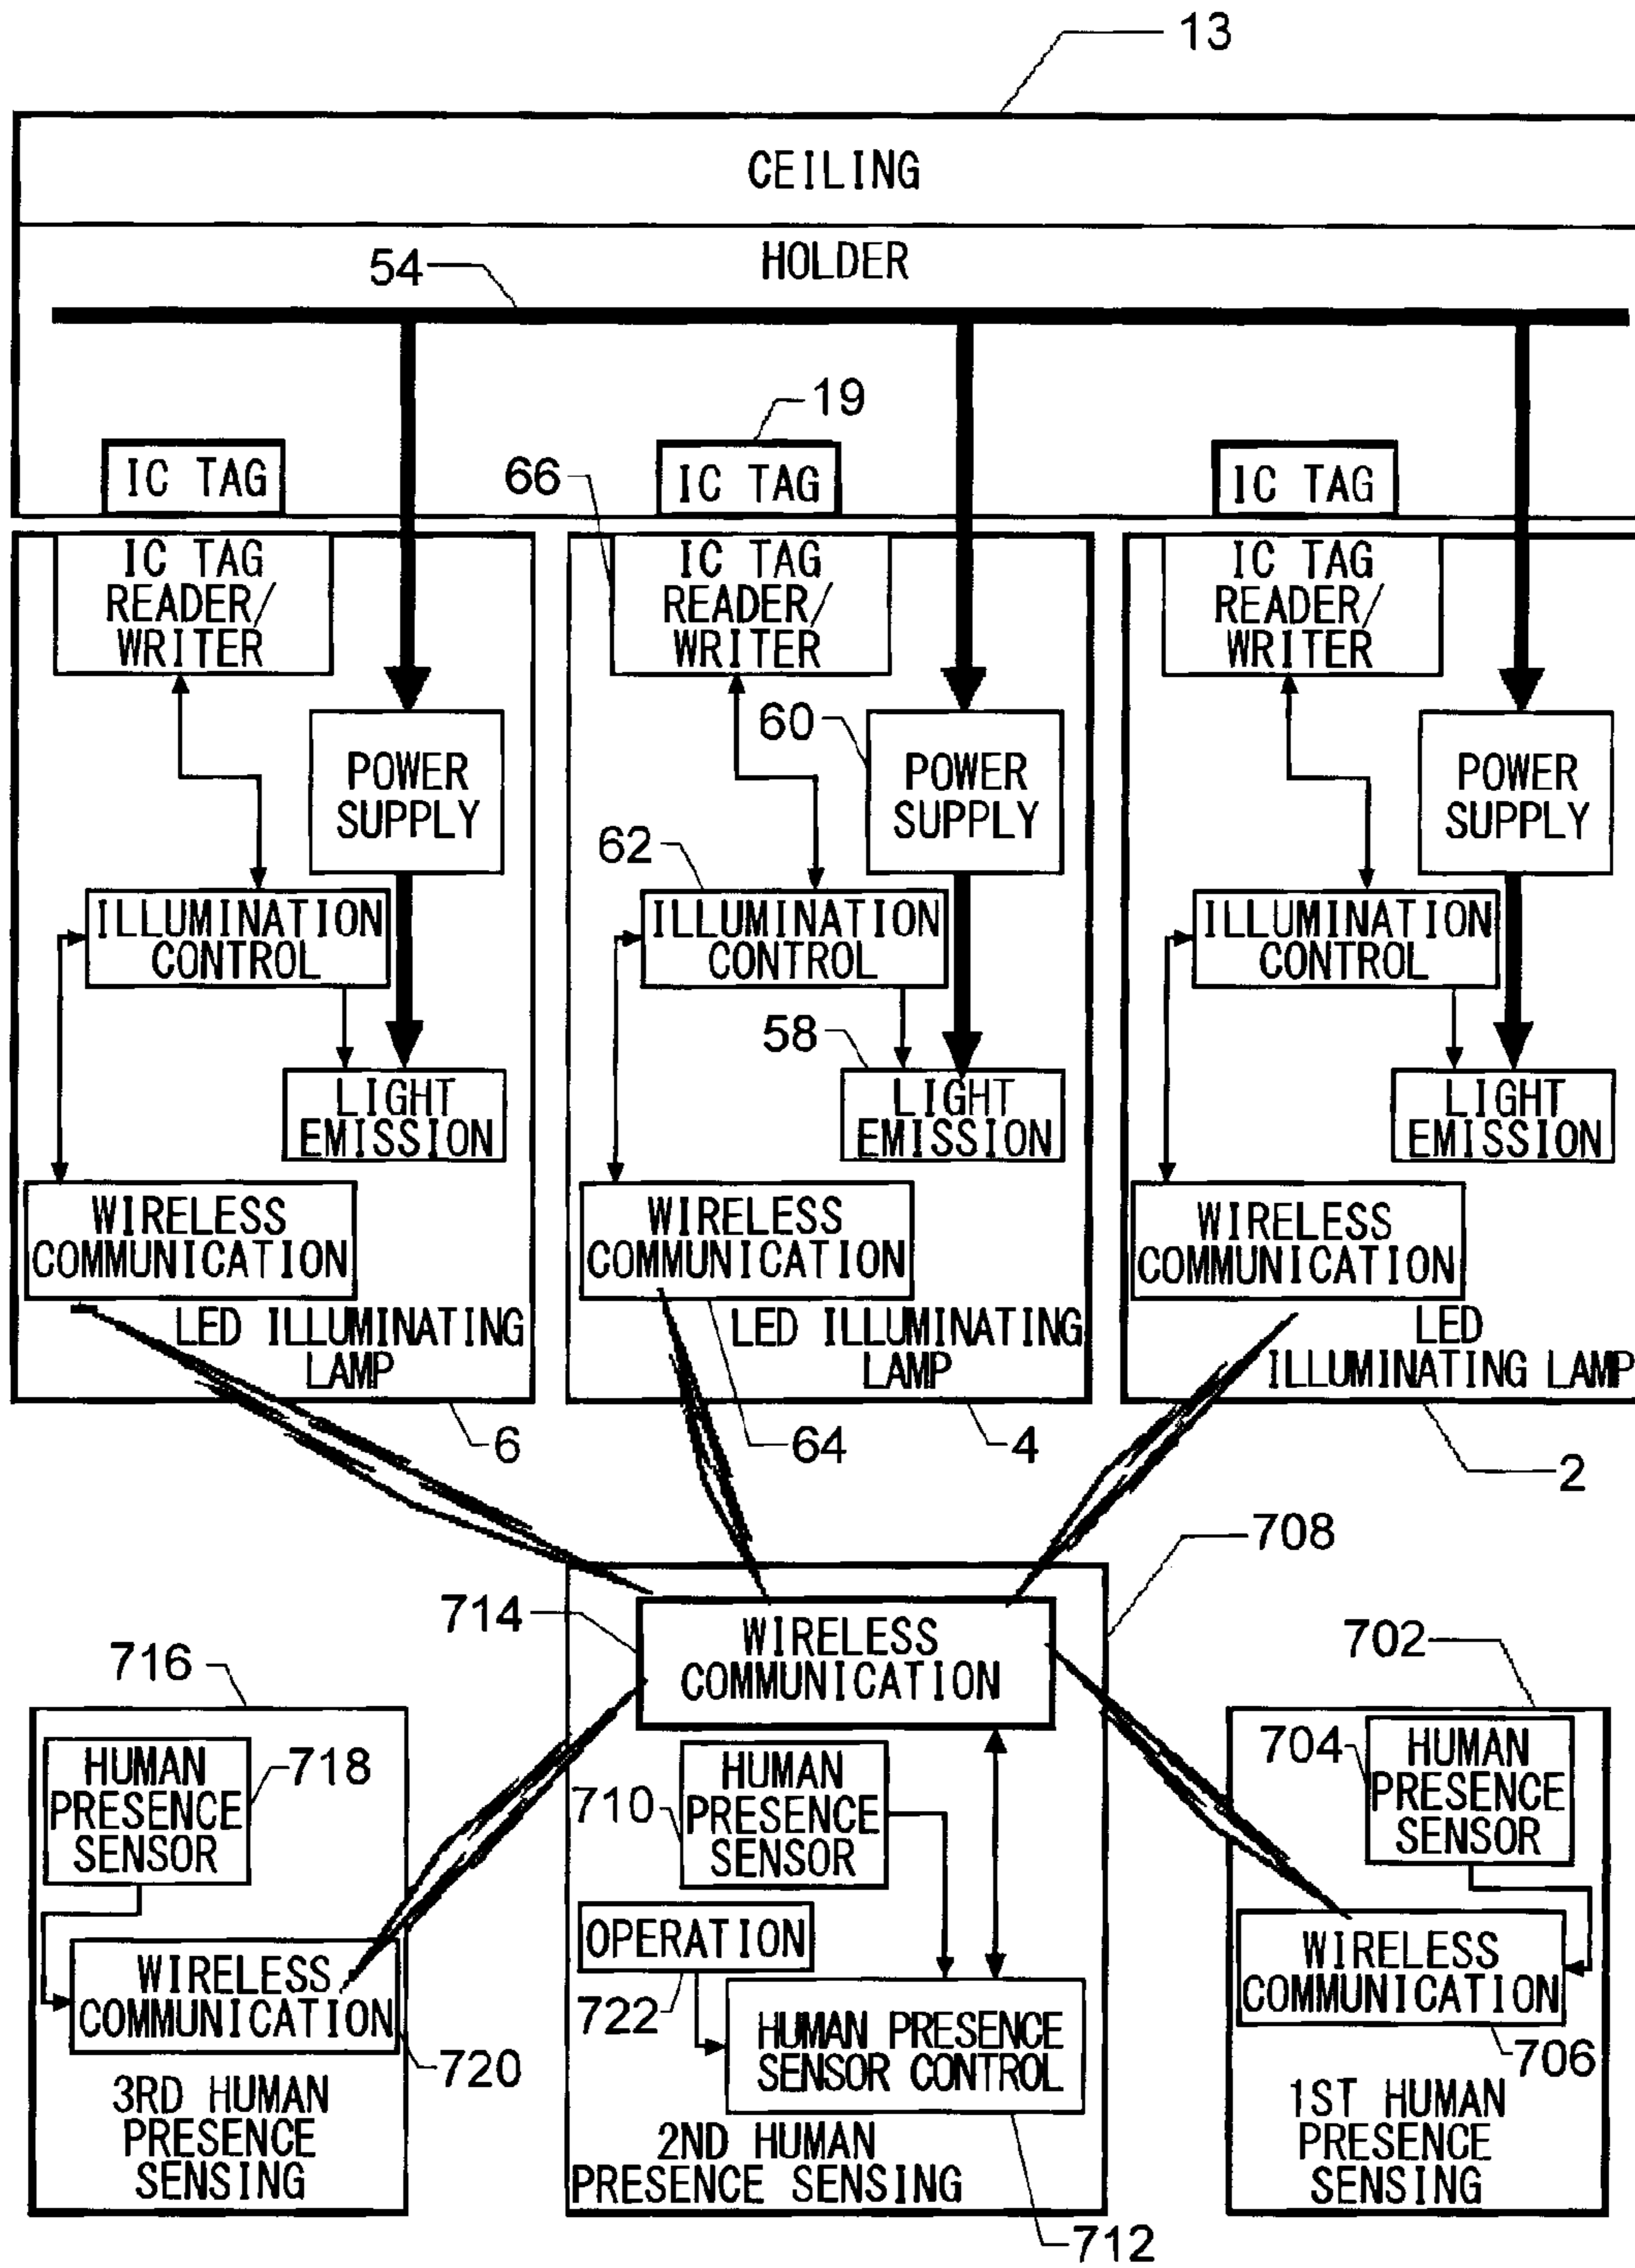 13
CEILING
HOLDER
54
19
IC TAG
66
IC TAG
IC TAG
IC TAG
READER/
WRITER
IC TAG
READER/
WRITER
IC TAG
READER/
WRITER
POWER
SUPPLY
60
POWER
SUPPLY
POWER
SUPPLY
62
ILLUMINATION
CONTROL
ILLUMINATION
CONTROL
ILLUMINATION
CONTROL
58
LIGHT
EMISSION
LIGHT
EMISSION
LIGHT
EMISSION
WIRELESS
COMMUNICATION
WIRELESS
COMMUNICATION
WIRELESS
COMMUNICATION
LED ILLUMINATING
LAMP
LED ILLUMINATING
LAMP
LED
ILLUMINATING LAMP
6
64
4
2
708
714
WIRELESS
COMMUNICATION
716
702
HUMAN
PRESENCE
SENSOR
718
710
HUMAN
PRESENCE
SENSOR
704
HUMAN
PRESENCE
SENSOR
OPERATION
722
WIRELESS
COMMUNICATION
720
HUMAN PRESENCE
SENSOR CONTROL
WIRELESS
COMMUNICATION
706
3RD HUMAN
PRESENCE
SENSING
2ND HUMAN
PRESENCE SENSING
1ST HUMAN
PRESENCE
SENSING
712